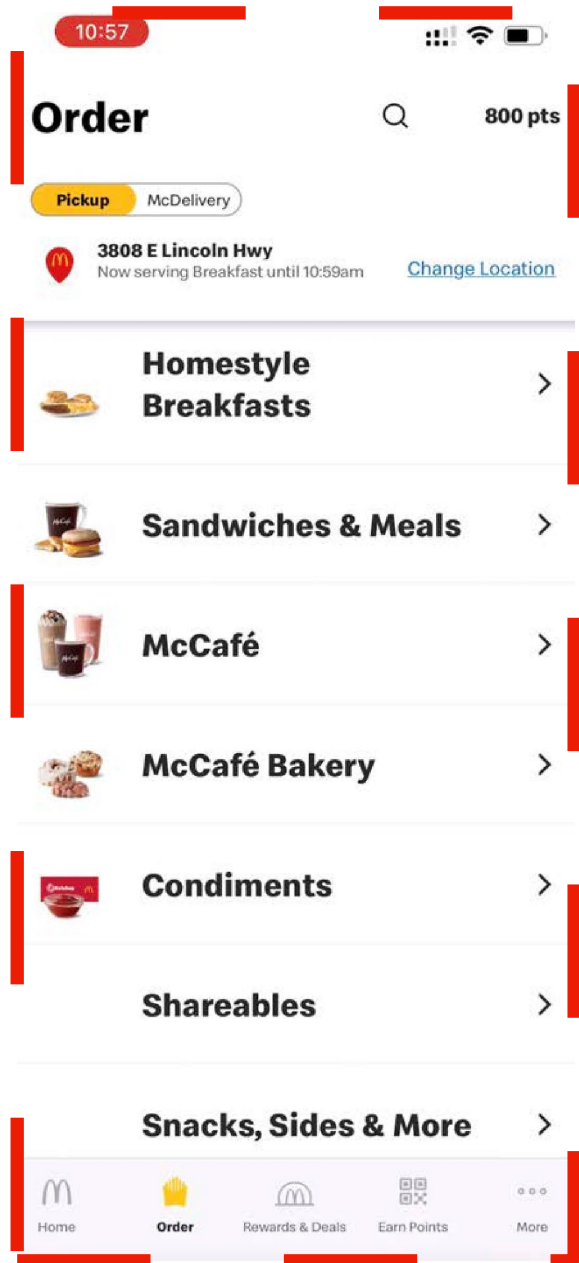 10:57
Order
800 pts
Pickup
McDelivery
3808 E Lincoln Hwy
Now serving Breakfast until 10:59am
Change Location
Homestyle
Breakfasts
Sandwiches & Meals
McCafé
McCafé Bakery
Condiments
Shareables
Snacks, Sides & More
Home
Order
Rewards & Deals
Earn Points
More